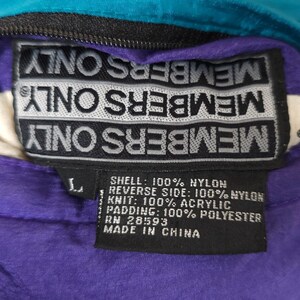 MEMBERS ONLY
MEMBERS ONLY®
MEMBERS ONLY
L
SHELL: 100% NYLON
REVERSE SIDE: 100% NYLON
KNIT: 100% ACRYLIC
PADDING: 100% POLYESTER
RN 28593
MADE IN CHINA